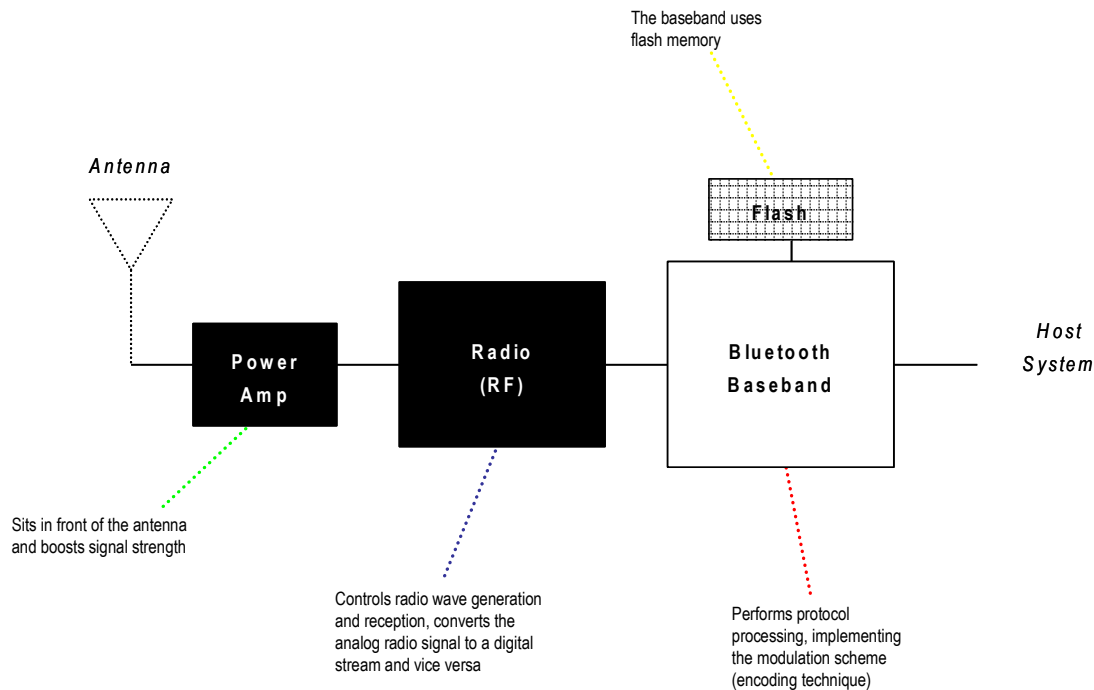 The baseband uses
flash memory
Antenna
Flash
Power
Amp
Radio
(RF)
Bluetooth
Baseband
Host
System
Sits in front of the antenna
and boosts signal strength
Controls radio wave generation
and reception, converts the
analog radio signal to a digital
stream and vice versa
Performs protocol
processing, implementing
the modulation scheme
(encoding technique)